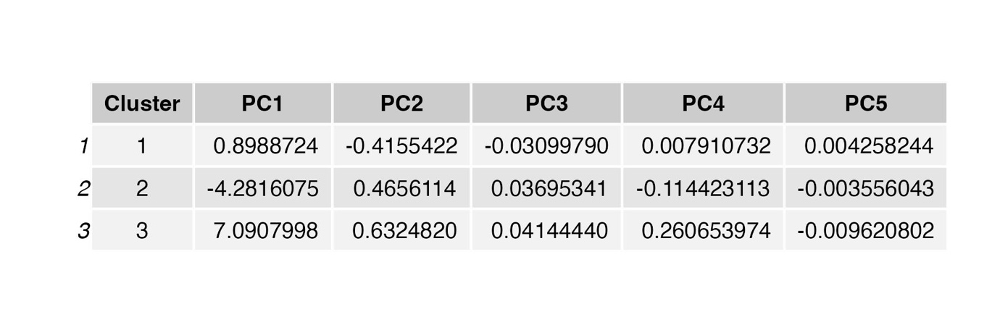 Cluster PC1 PC2 PC3 PC4 PC5
1 1 0.8988724 -0.4155422 -0.03099790 0.007910732 0.004258244
2 2 -4.2816075 0.4656114 0.03695341 -0.114423113 -0.003556043
3 3 7.0907998 0.6324820 0.04144440 0.260653974 -0.009620802